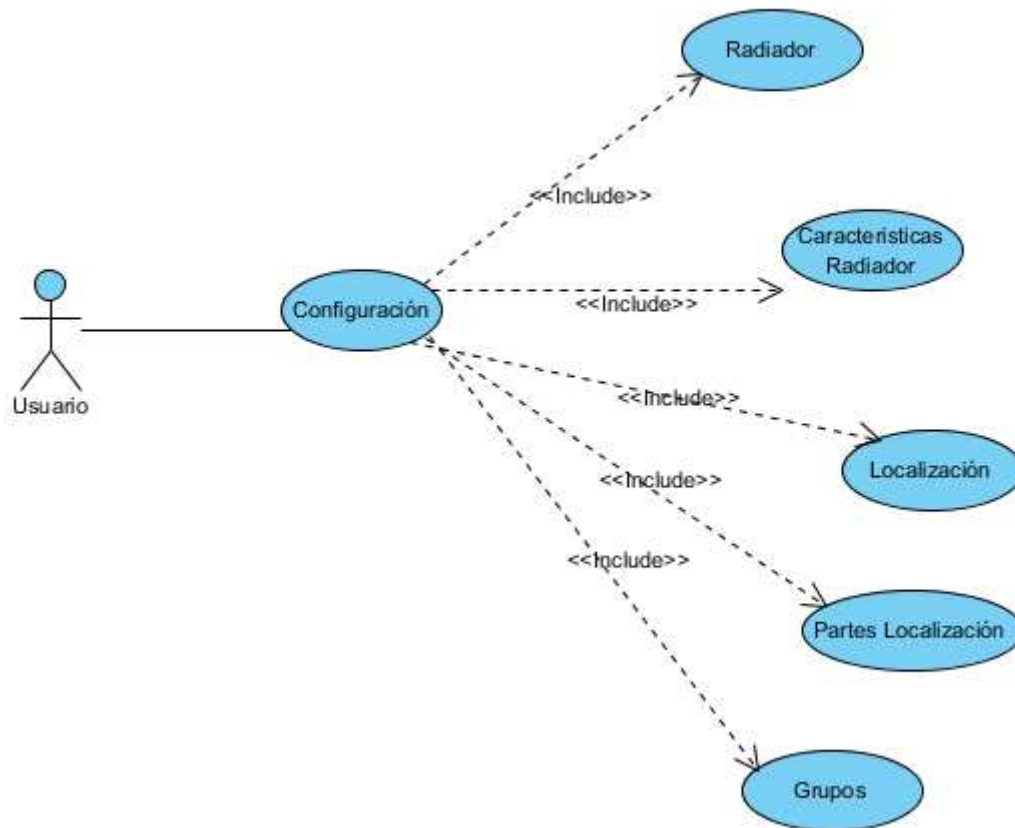 Radiador
<<Include>>
Caracteristicas
Radiador
<<Include>>
Configuración
Usuario
<<Include>>
Localización
<<Include>>
<<Include>>
Partes Localización
Grupos